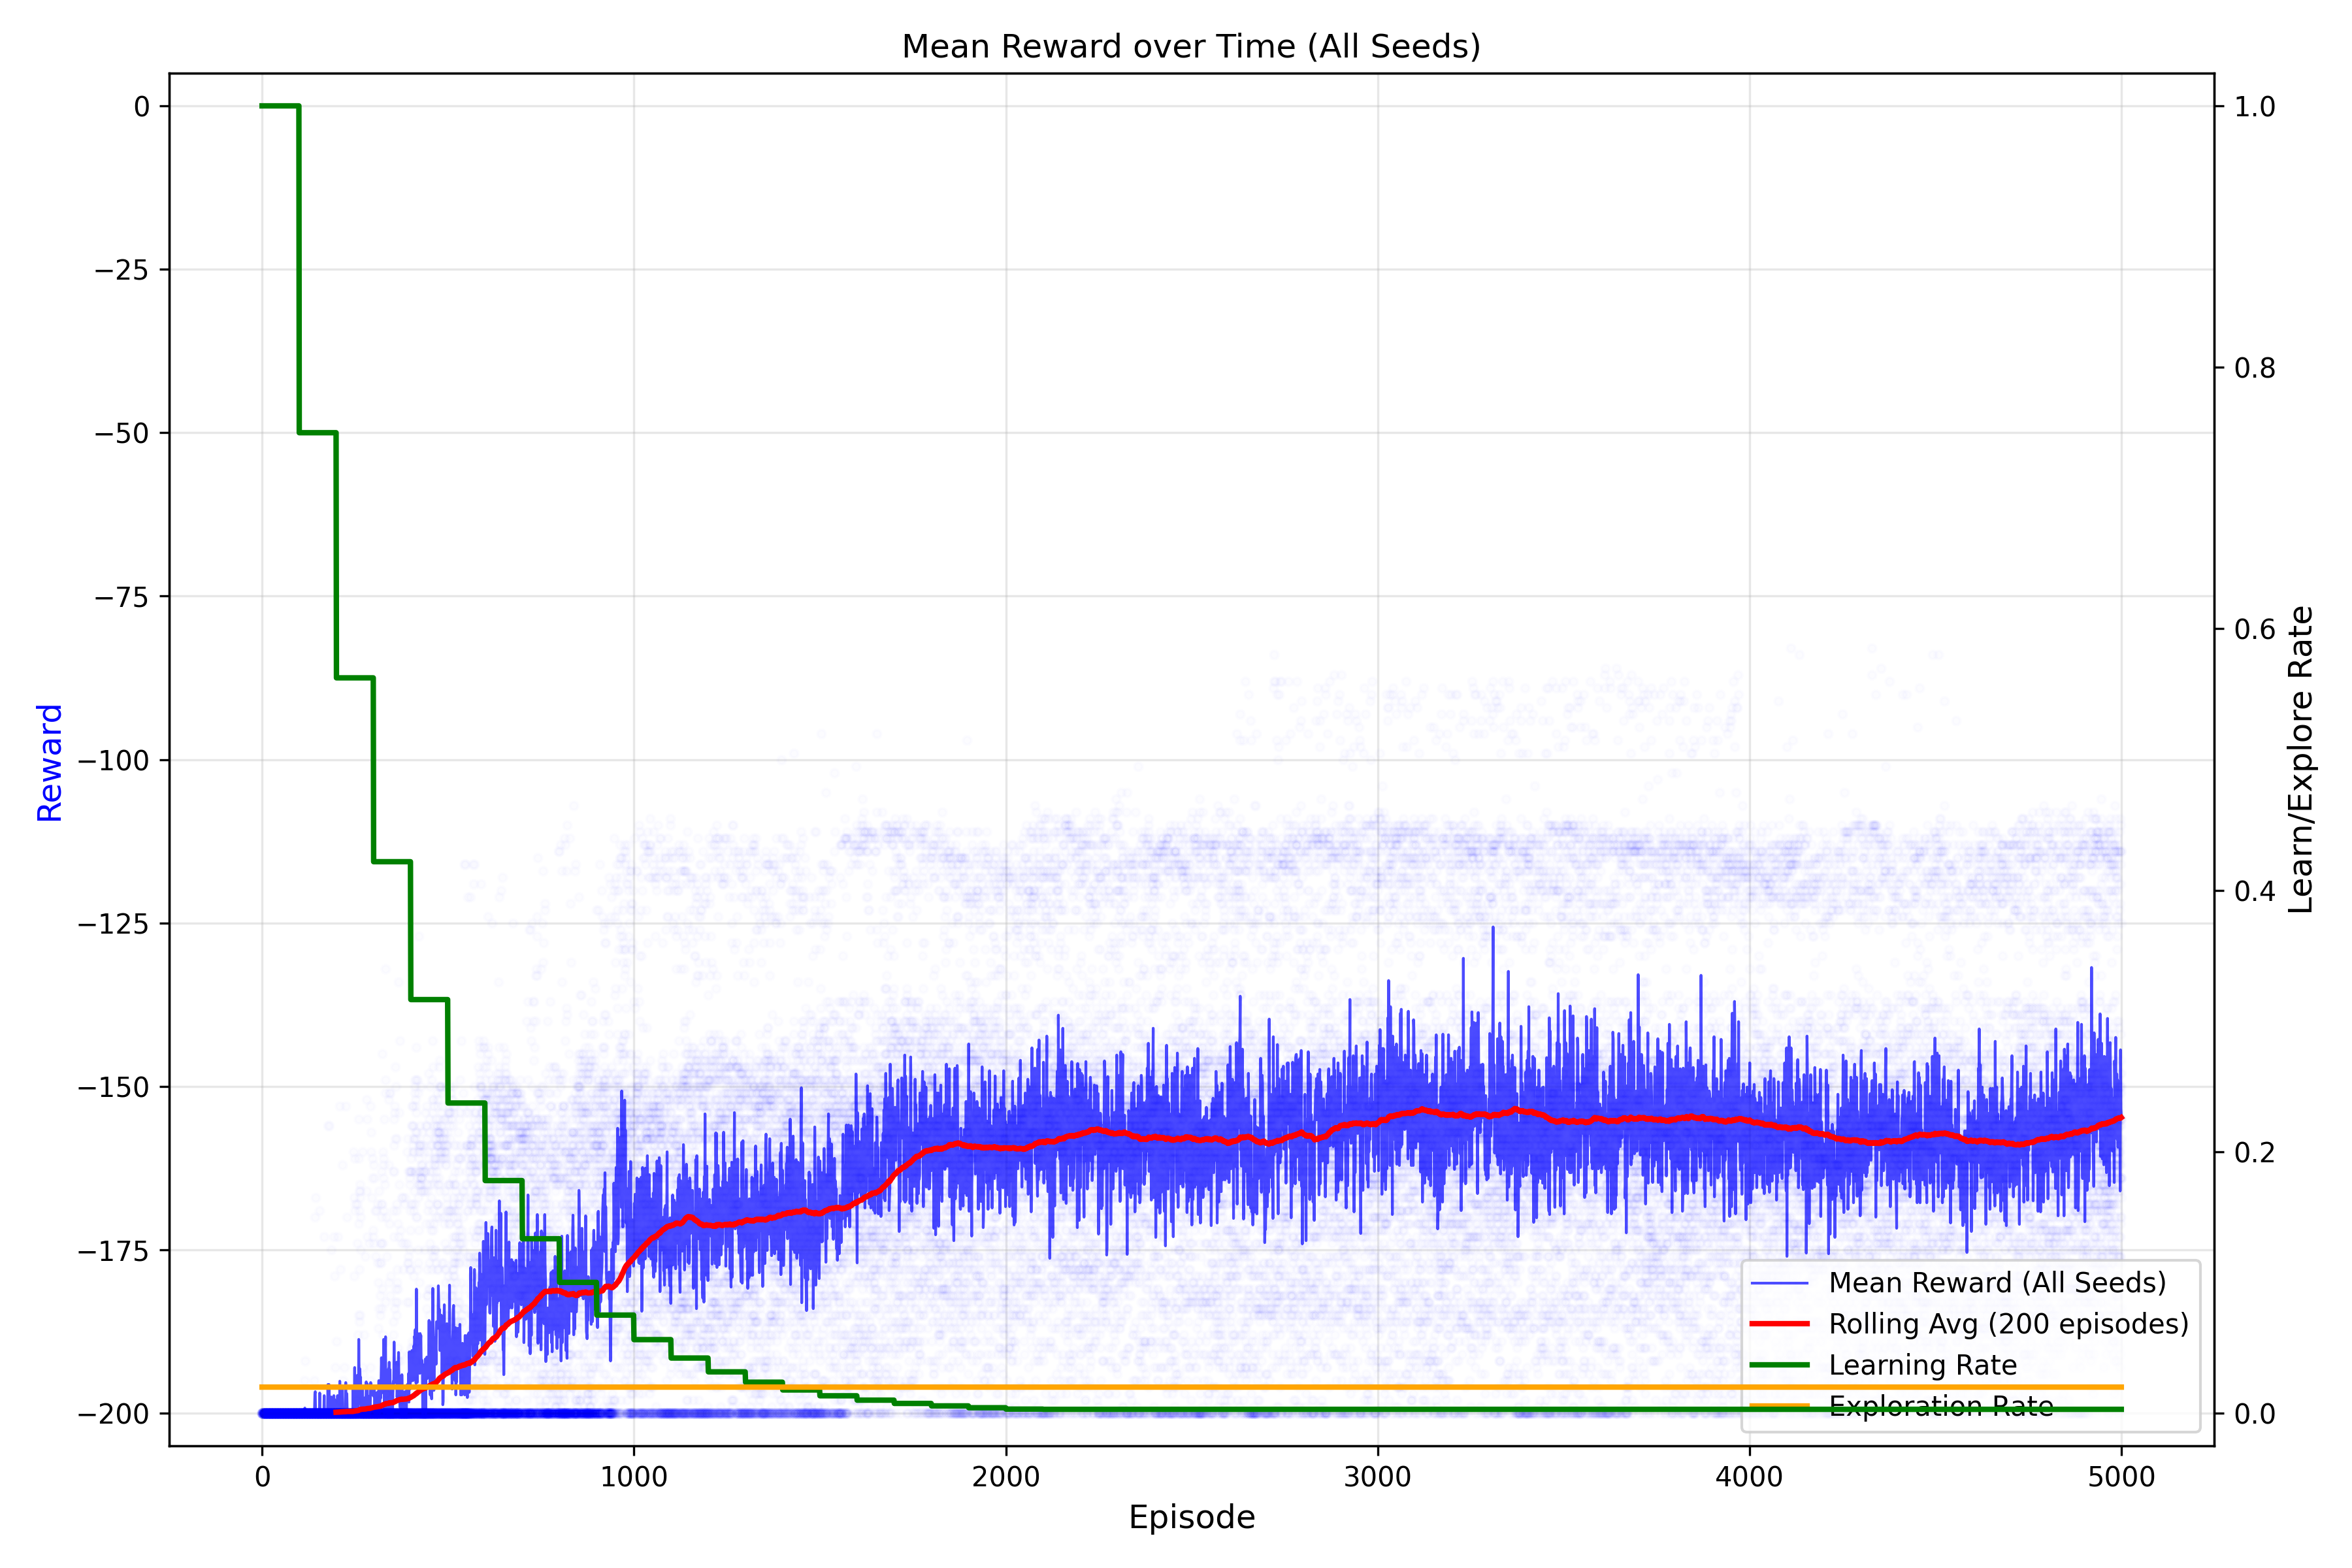 Mean Reward over Time (All Seeds)
0
−25
−50
−75
−100
−125
−150
−175
−200
Reward
1.0
0.8
0.6
0.4
0.2
0.0
Learn/Explore Rate
Mean Reward (All Seeds)
Rolling Avg (200 episodes)
Learning Rate
Exploration Rate
0 1000 2000 3000 4000 5000
Episode